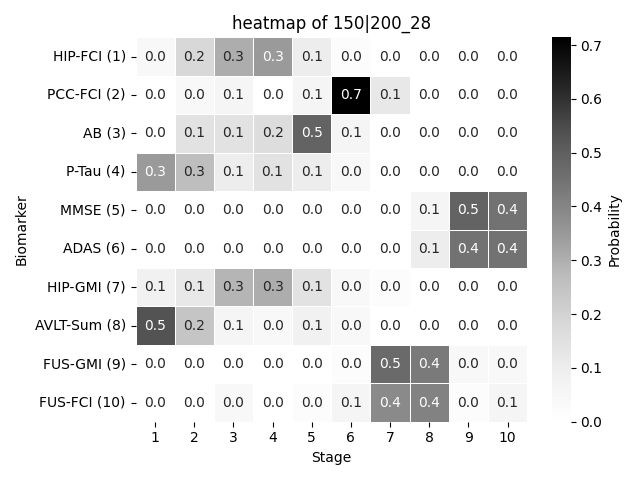 heatmap of 150|200_28
HIP-FCI (1) 0.0 0.2 0.3 0.3 0.1 0.0 0.0 0.0 0.0 0.0
PCC-FCI (2) 0.0 0.0 0.1 0.0 0.1 0.7 0.1 0.0 0.0 0.0
AB (3) 0.0 0.1 0.1 0.2 0.5 0.1 0.0 0.0 0.0 0.0
P-Tau (4) 0.3 0.3 0.1 0.1 0.1 0.0 0.0 0.0 0.0 0.0
MMSE (5) 0.0 0.0 0.0 0.0 0.0 0.0 0.0 0.1 0.5 0.4
ADAS (6) 0.0 0.0 0.0 0.0 0.0 0.0 0.0 0.1 0.4 0.4
HIP-GMI (7) 0.1 0.1 0.3 0.3 0.1 0.0 0.0 0.0 0.0 0.0
AVLT-Sum (8) 0.5 0.2 0.1 0.0 0.1 0.0 0.0 0.0 0.0 0.0
FUS-GMI (9) 0.0 0.0 0.0 0.0 0.0 0.0 0.5 0.4 0.0 0.0
FUS-FCI (10) 0.0 0.0 0.0 0.0 0.0 0.1 0.4 0.4 0.0 0.1
1 2 3 4 5 6 7 8 9 10
Stage
Biomarker
0.7
0.6
0.5
0.4
0.3
0.2
0.1
0.0
Probability